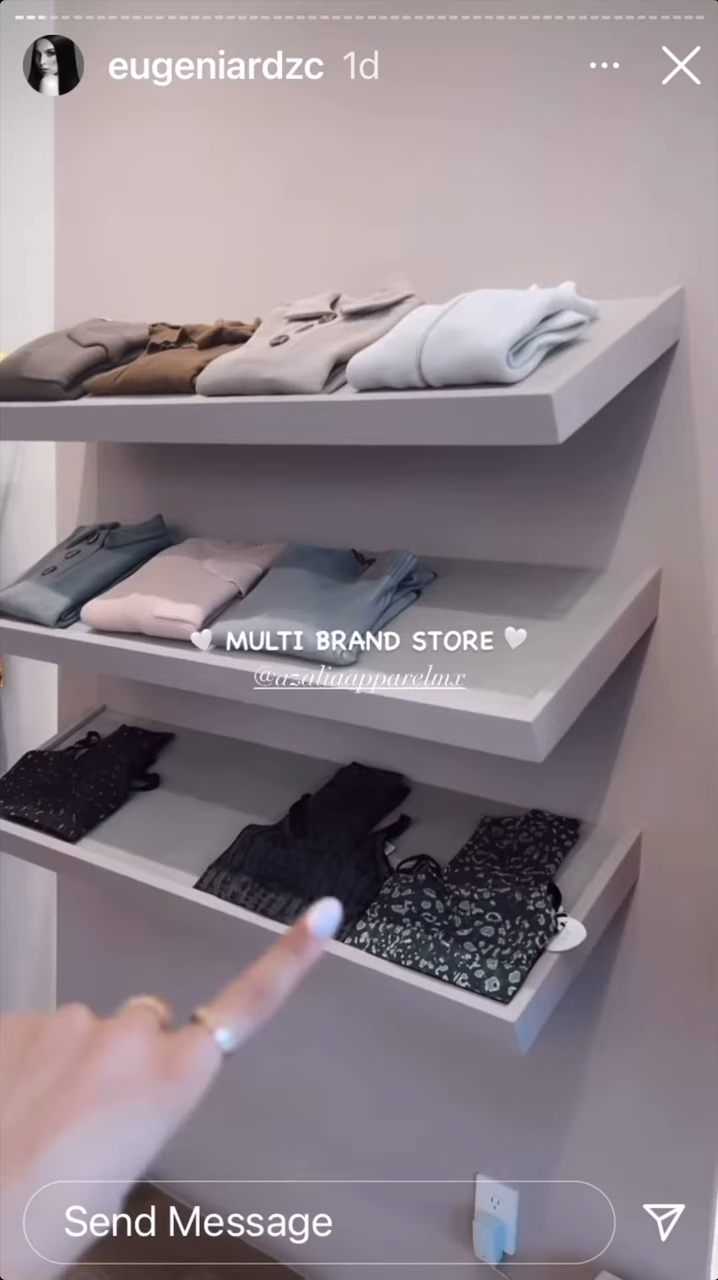 eugeniardzc 1d
MULTI BRAND STORE
@azaliaapparelmx
Send Message